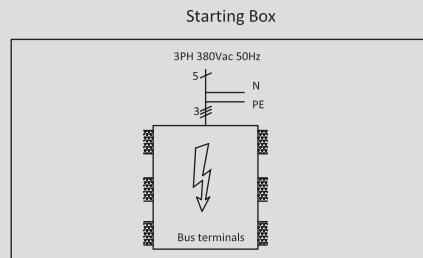 Starting Box
3PH 380Vac 50Hz
5
N
PE
3
Bus terminals